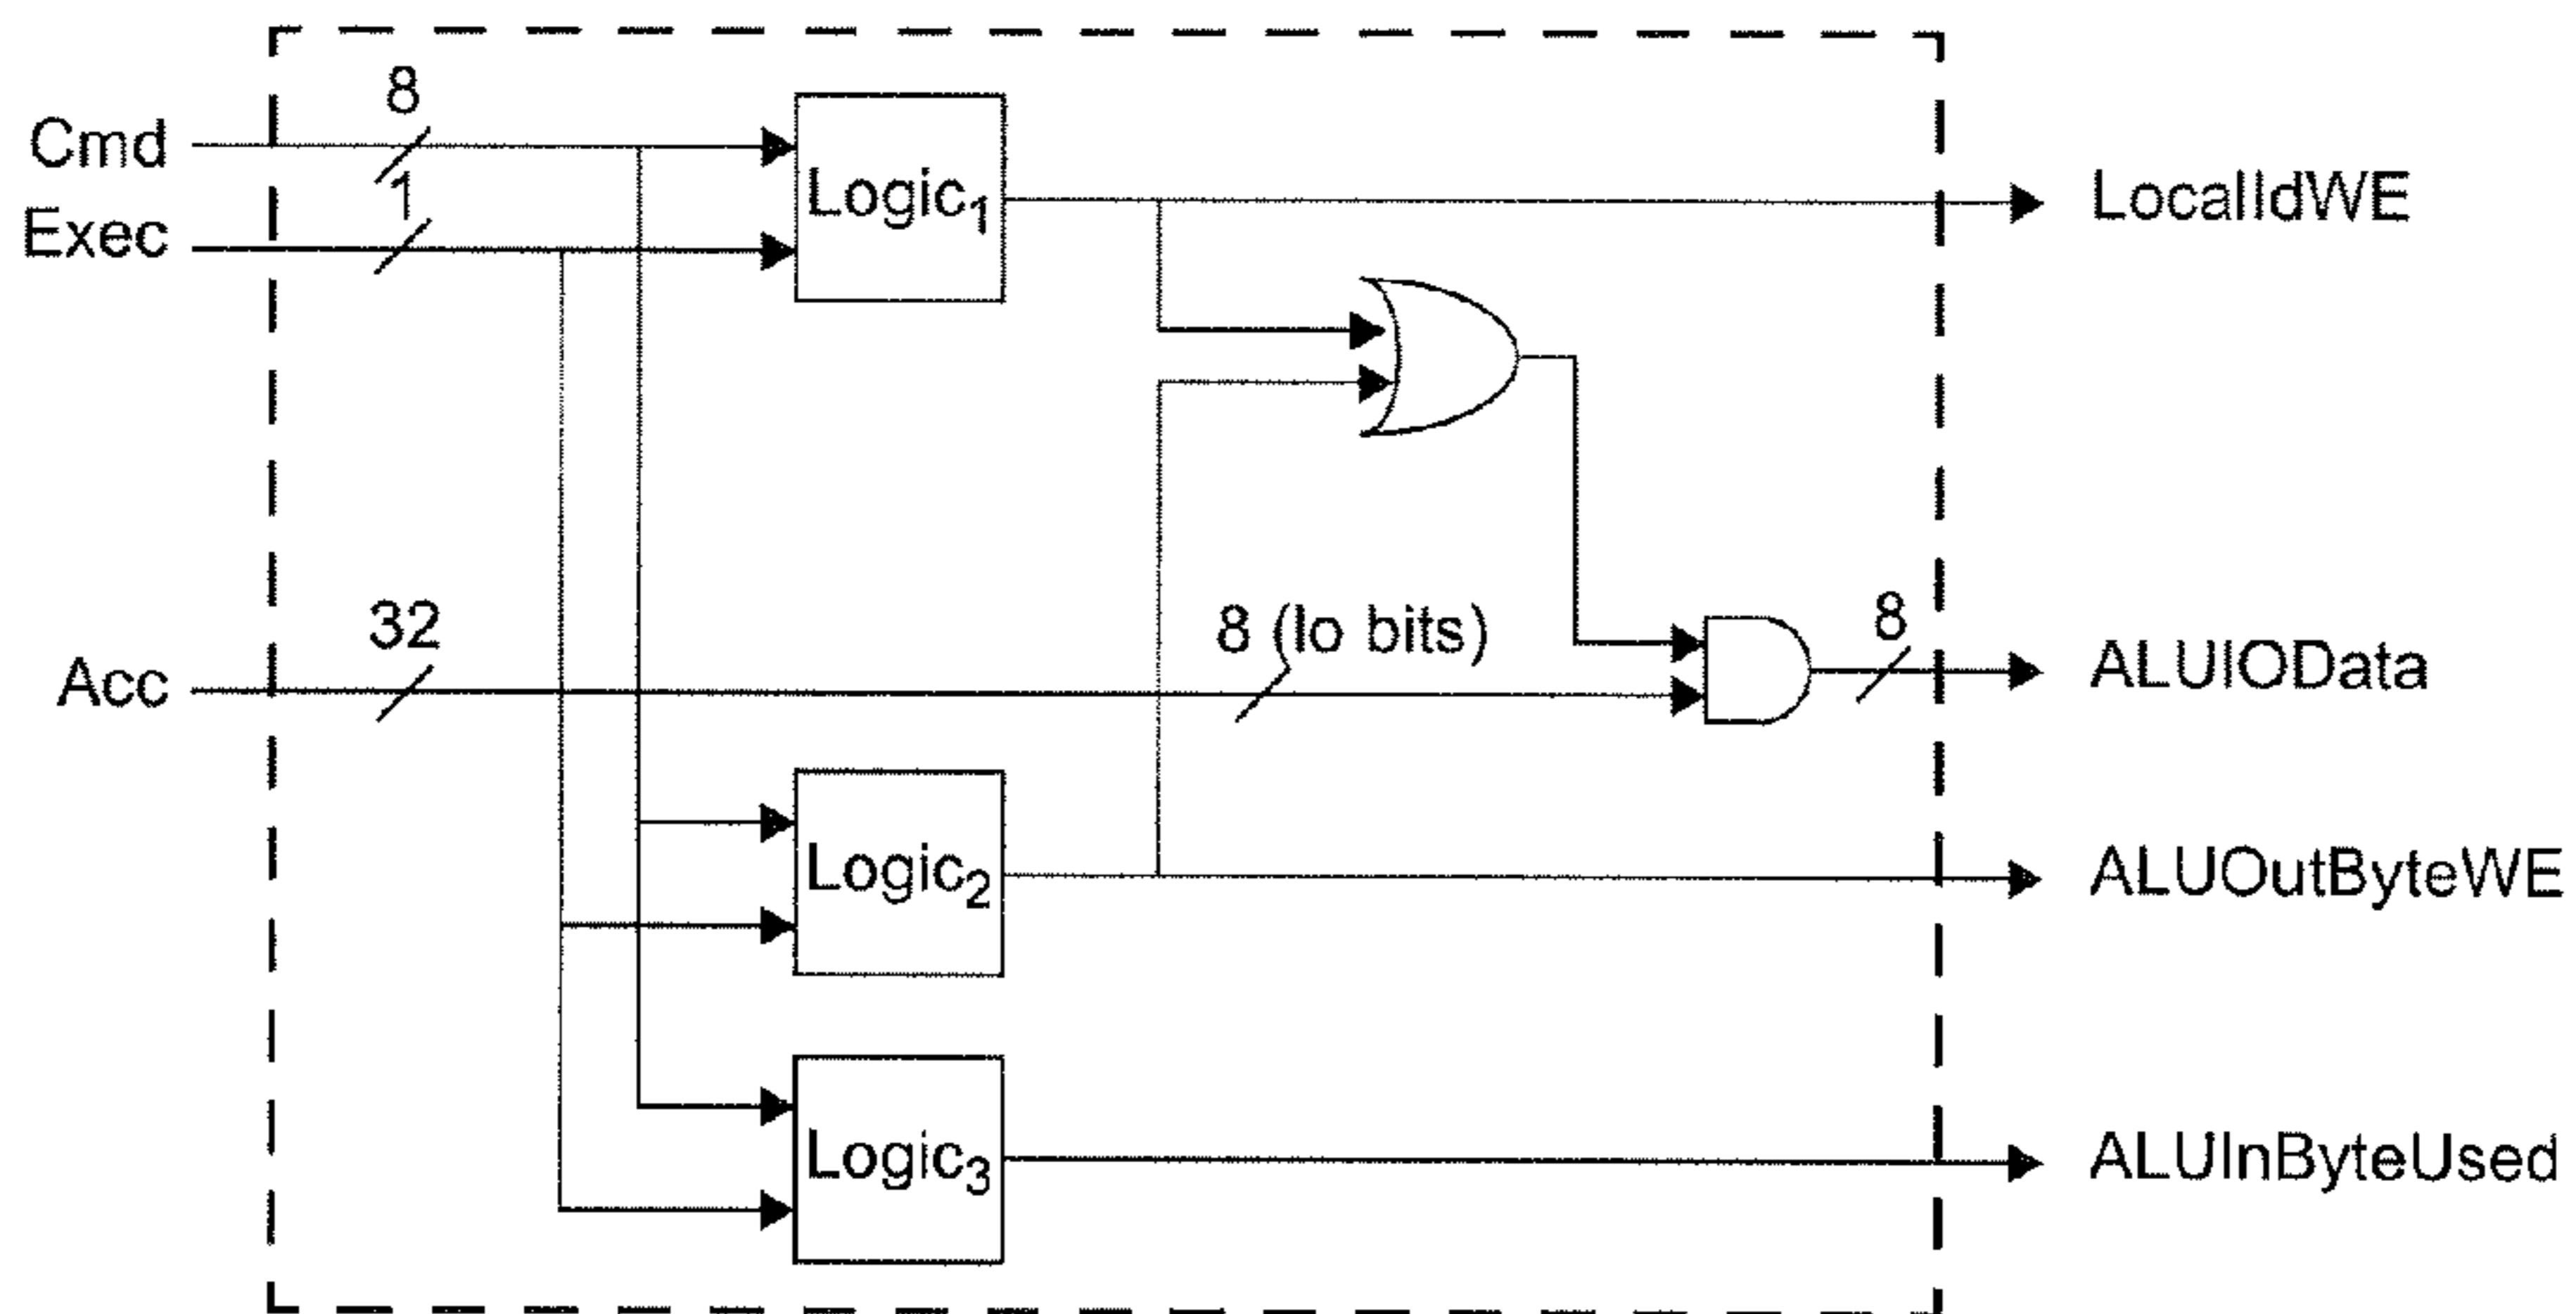 8
Cmd
1
Exec
Logic₁
LocalIdWE
32
8 (lo bits)
8
Acc
ALUIOData
Logic₂
ALUOutByteWE
Logic₃
ALUInByteUsed